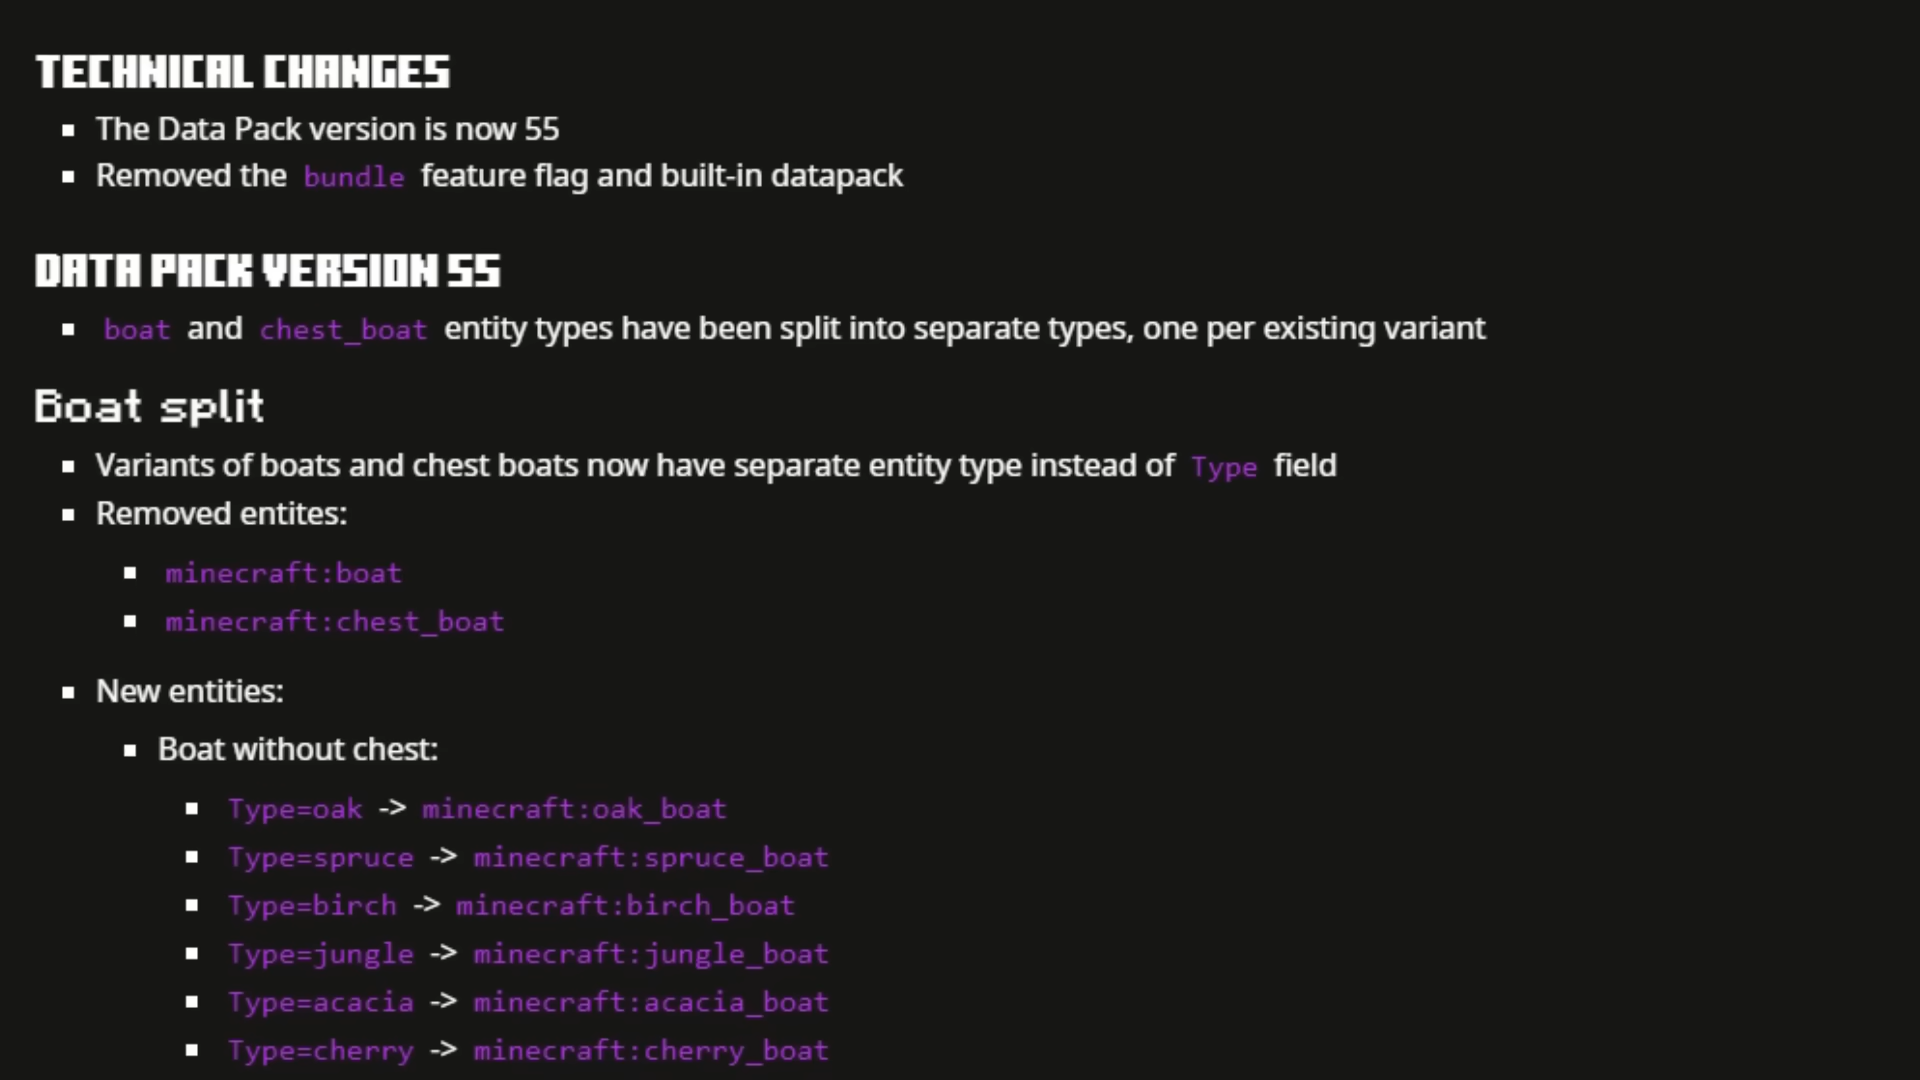 TECHNICAL CHANGES
The Data Pack version is now 55
Removed the bundle feature flag and built-in datapack
DATA PACK VERSION 55
boat and chest_boat entity types have been split into separate types, one per existing variant
Boat split
Variants of boats and chest boats now have separate entity type instead of Type field
Removed entites:
minecraft:boat
minecraft:chest_boat
New entities:
Boat without chest:
Type=oak -> minecraft:oak_boat
Type=spruce -> minecraft:spruce_boat
Type=birch -> minecraft:birch_boat
Type=jungle -> minecraft:jungle_boat
Type=acacia -> minecraft:acacia_boat
Type=cherry -> minecraft:cherry_boat